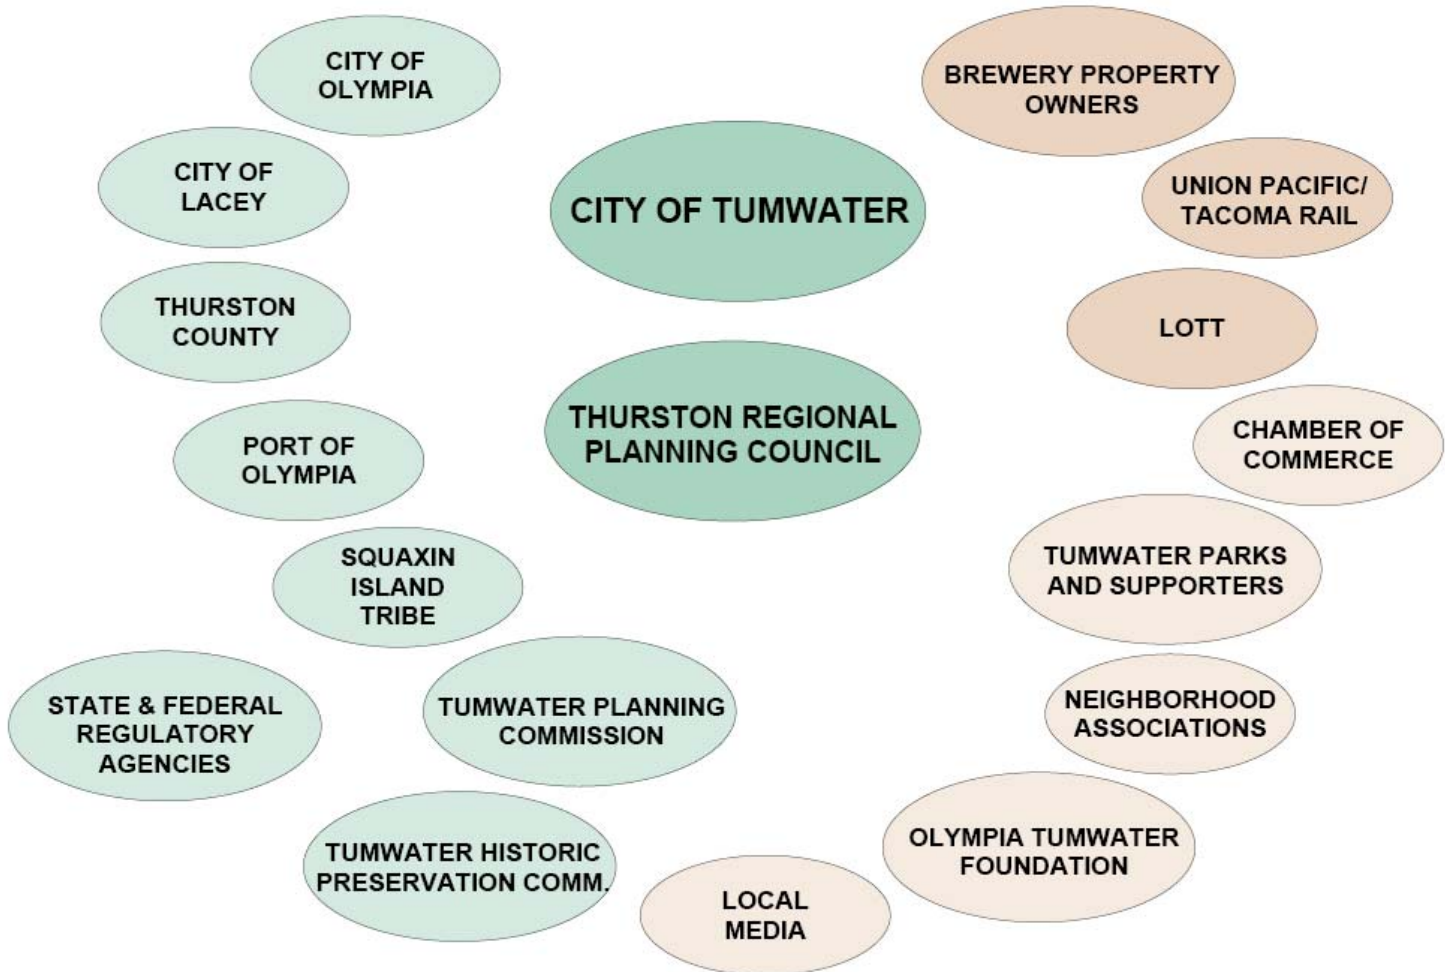 CITY OF
OLYMPIA
CITY OF
LACEY
THURSTON
COUNTY
PORT OF
OLYMPIA
SQUAXIN
ISLAND
TRIBE
STATE & FEDERAL
REGULATORY
AGENCIES
TUMWATER PLANNING
COMMISSION
TUMWATER HISTORIC
PRESERVATION COMM.
CITY OF TUMWATER
THURSTON REGIONAL
PLANNING COUNCIL
BREWERY PROPERTY
OWNERS
UNION PACIFIC/
TACOMA RAIL
LOTT
CHAMBER OF
COMMERCE
TUMWATER PARKS
AND SUPPORTERS
NEIGHBORHOOD
ASSOCIATIONS
OLYMPIA TUMWATER
FOUNDATION
LOCAL
MEDIA